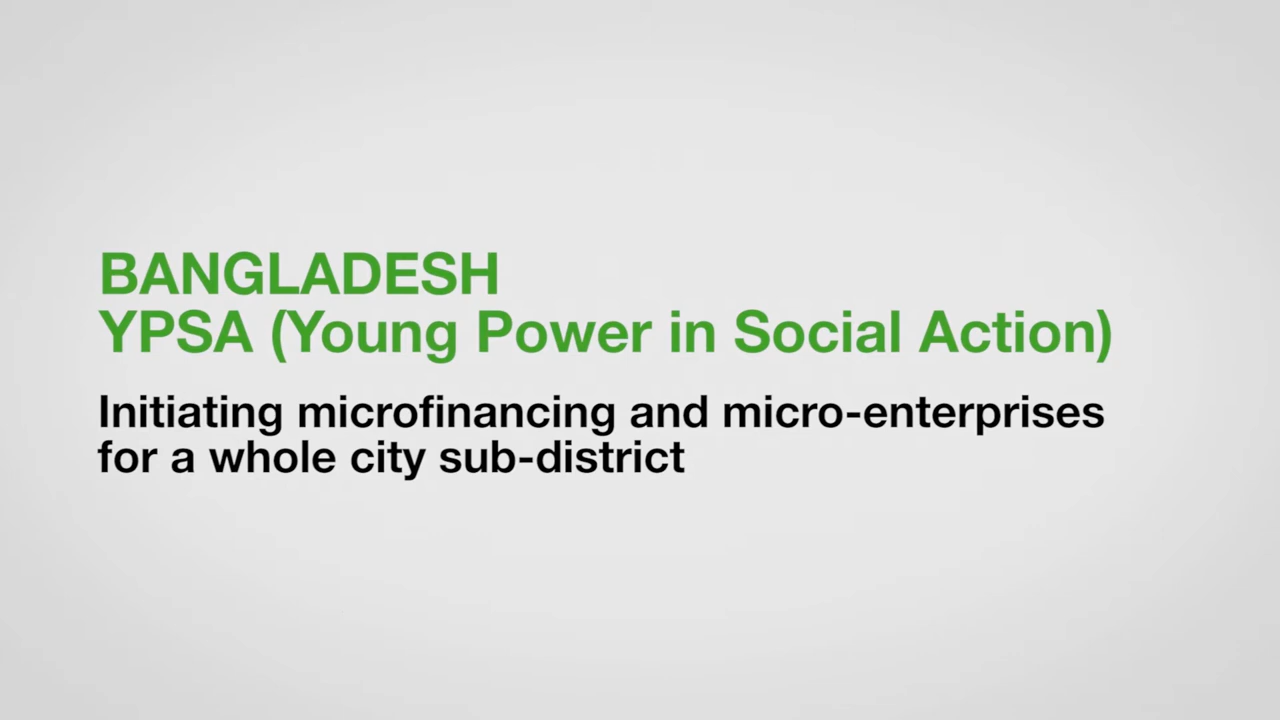 BANGLADESH
YPSA (Young Power in Social Action)
Initiating microfinancing and micro-enterprises
for a whole city sub-district